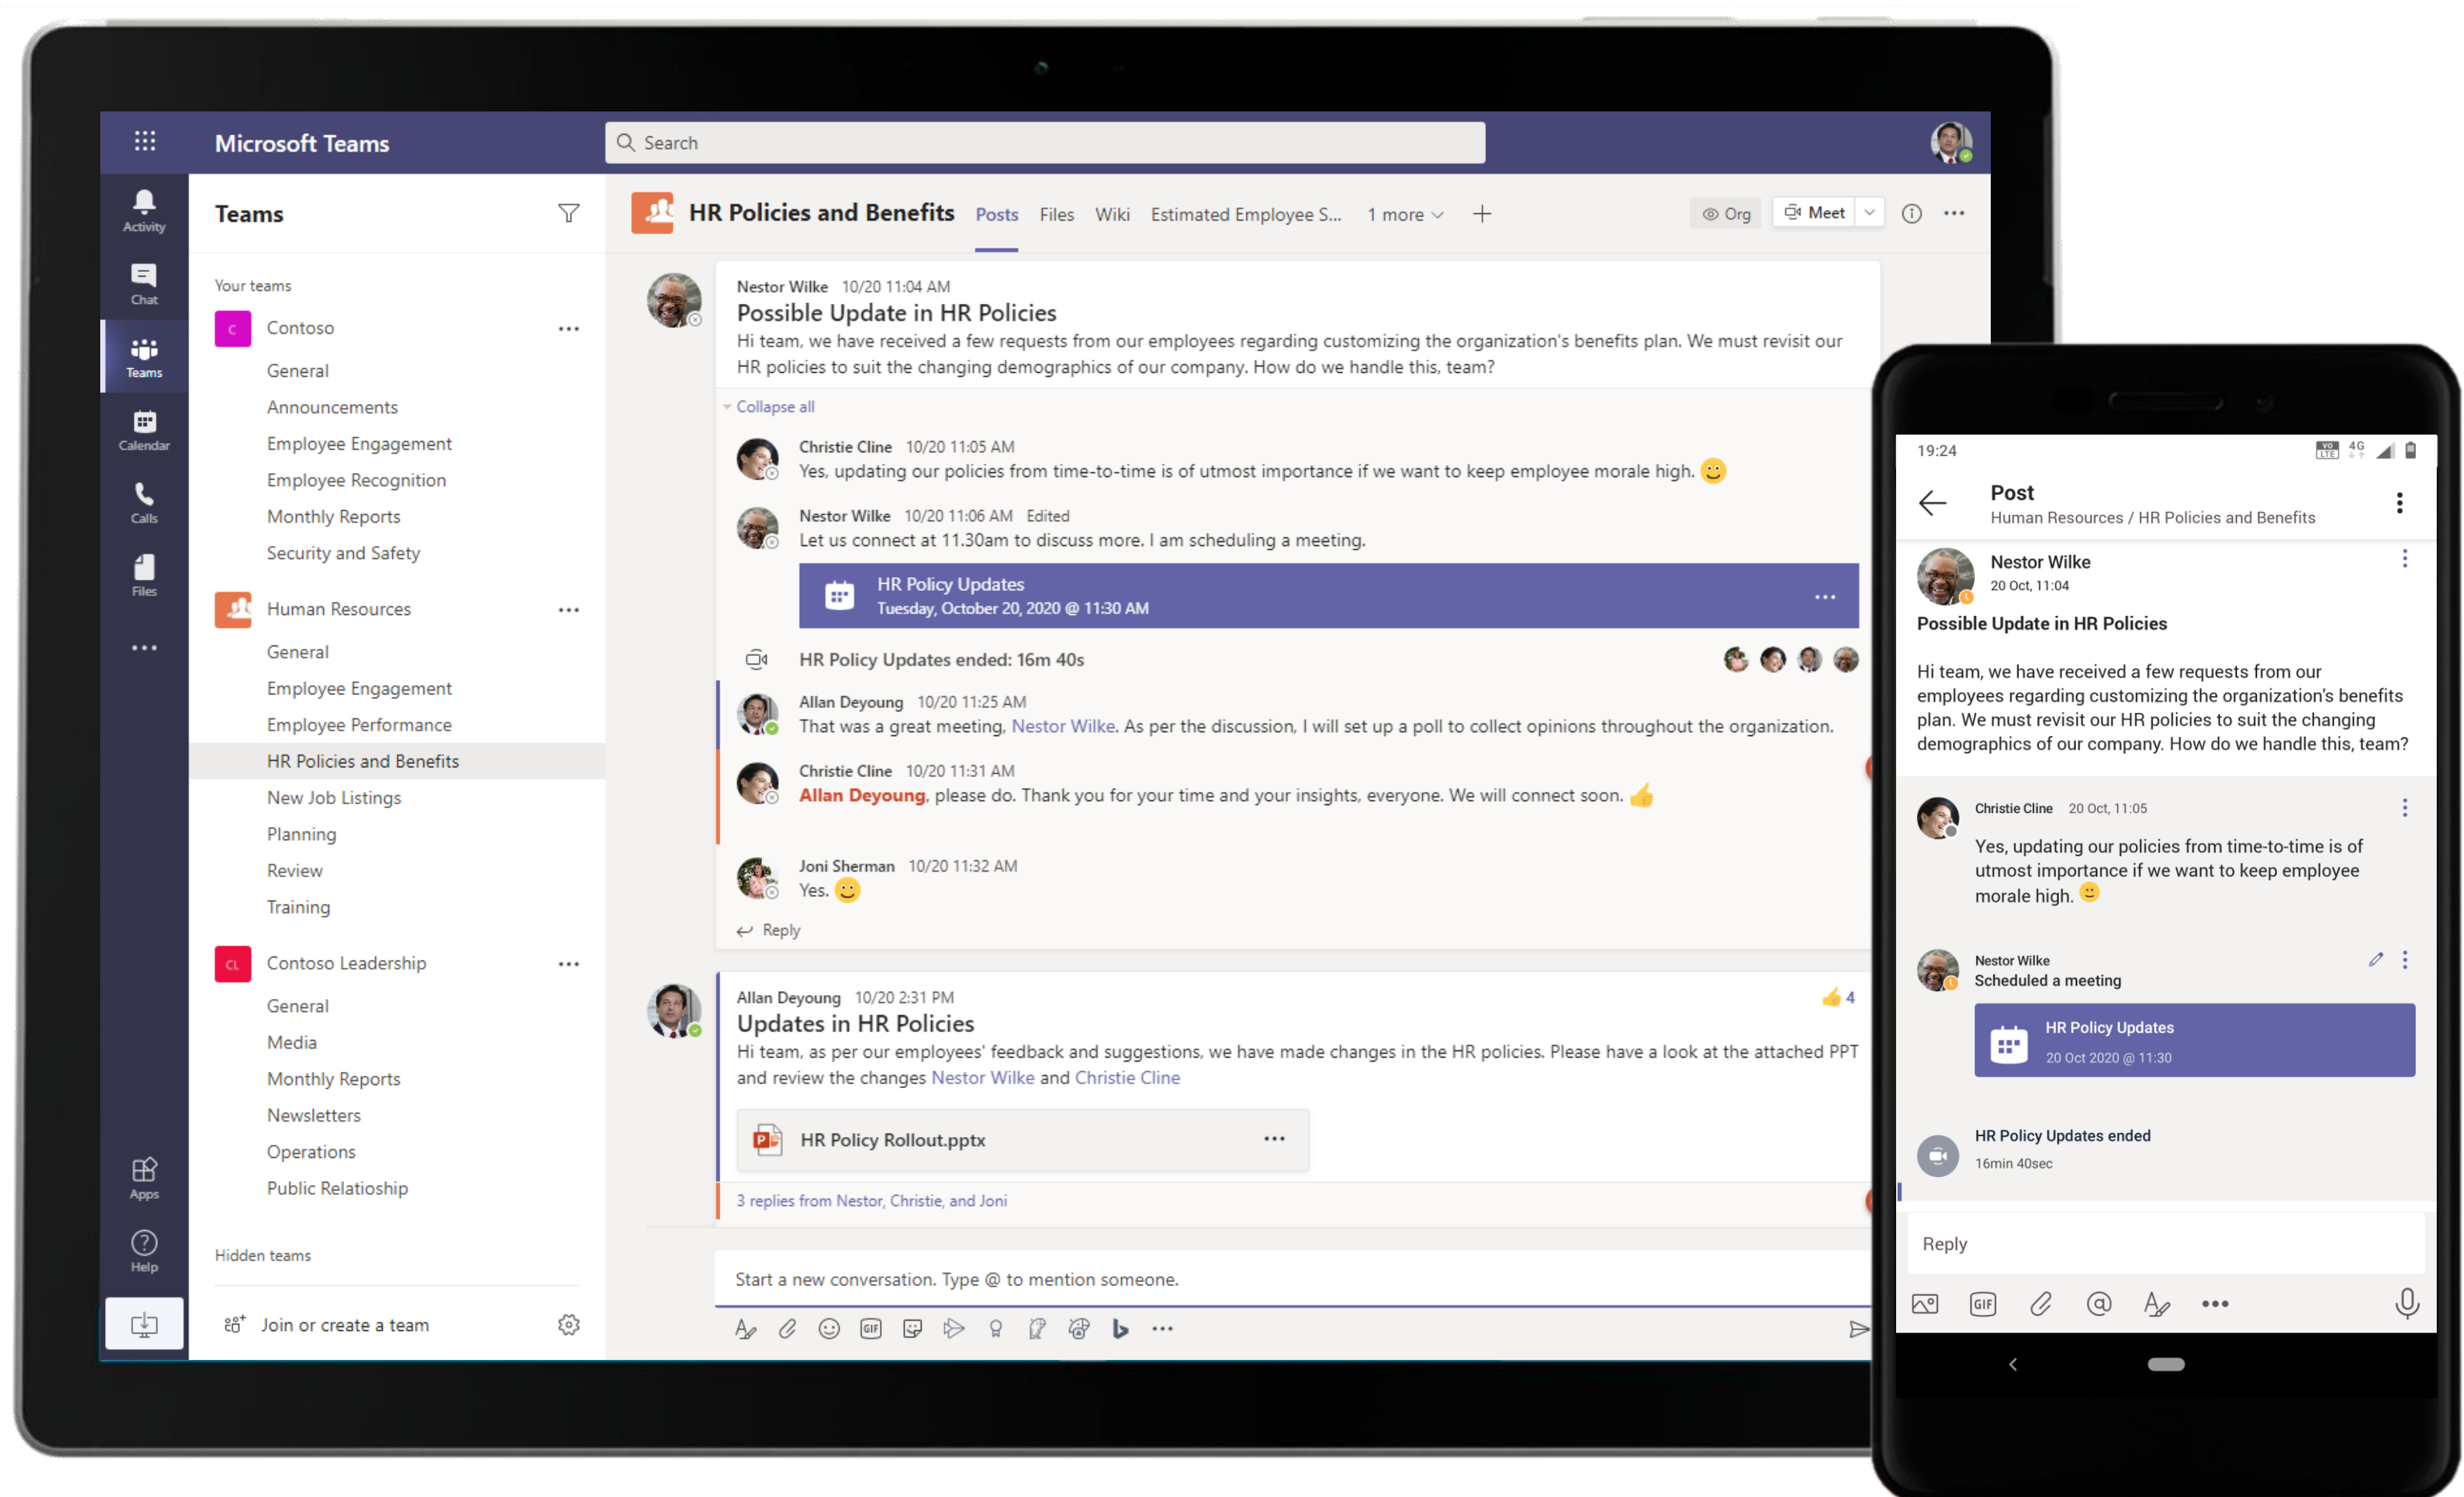 Microsoft Teams
Search
Activity
Chat
Teams
Calendar
Calls
Files
Apps
Help
Teams
Your teams
C Contoso
General
Announcements
Employee Engagement
Employee Recognition
Monthly Reports
Security and Safety
Human Resources
General
Employee Engagement
Employee Performance
HR Policies and Benefits
New Job Listings
Planning
Review
Training
CL Contoso Leadership
General
Media
Monthly Reports
Newsletters
Operations
Public Relatioship
Hidden teams
Join or create a team
HR Policies and Benefits Posts Files Wiki Estimated Employee S... 1 more Org Meet
Nestor Wilke 10/20 11:04 AM
Possible Update in HR Policies
Hi team, we have received a few requests from our employees regarding customizing the organization's benefits plan. We must revisit our
HR policies to suit the changing demographics of our company. How do we handle this, team?
Collapse all
Christie Cline 10/20 11:05 AM
Yes, updating our policies from time-to-time is of utmost importance if we want to keep employee morale high.
Nestor Wilke 10/20 11:06 AM Edited
Let us connect at 11.30am to discuss more. I am scheduling a meeting.
HR Policy Updates
Tuesday, October 20, 2020 @ 11:30 AM
HR Policy Updates ended: 16m 40s
Allan Deyoung 10/20 11:25 AM
That was a great meeting, Nestor Wilke. As per the discussion, I will set up a poll to collect opinions throughout the organization.
Christie Cline 10/20 11:31 AM
Allan Deyoung, please do. Thank you for your time and your insights, everyone. We will connect soon.
Joni Sherman 10/20 11:32 AM
Yes.
Reply
Allan Deyoung 10/20 2:31 PM 4
Updates in HR Policies
Hi team, as per our employees' feedback and suggestions, we have made changes in the HR policies. Please have a look at the attached PPT
and review the changes Nestor Wilke and Christie Cline
P HR Policy Rollout.pptx
3 replies from Nestor, Christie, and Joni
Start a new conversation. Type @ to mention someone.
GIF
19:24 VO LTE 4G
Post
Human Resources / HR Policies and Benefits
Nestor Wilke
20 Oct, 11:04
Possible Update in HR Policies
Hi team, we have received a few requests from our
employees regarding customizing the organization's benefits
plan. We must revisit our HR policies to suit the changing
demographics of our company. How do we handle this, team?
Christie Cline 20 Oct, 11:05
Yes, updating our policies from time-to-time is of
utmost importance if we want to keep employee
morale high.
Nestor Wilke
Scheduled a meeting
HR Policy Updates
20 Oct 2020 @ 11:30
HR Policy Updates ended
16min 40sec
Reply
GIF @